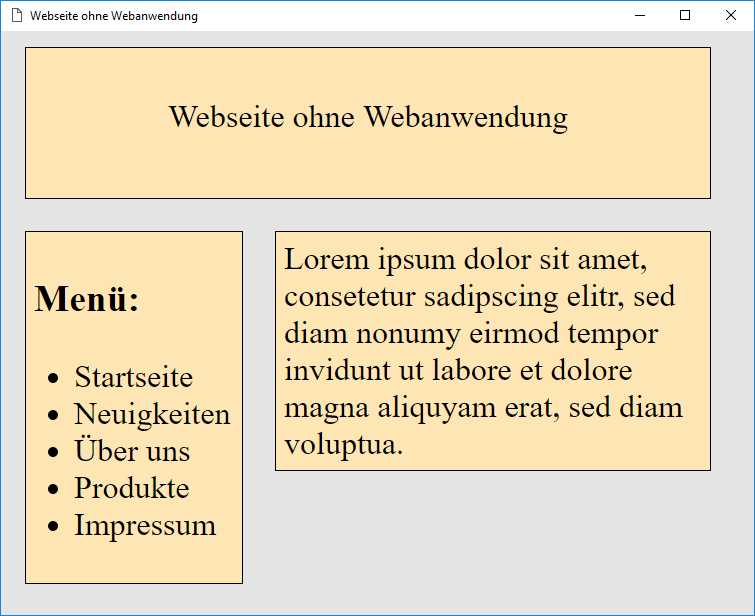 Webseite ohne Webanwendung
Webseite ohne Webanwendung
Menü:
Startseite
Neuigkeiten
Über uns
Produkte
Impressum
Lorem ipsum dolor sit amet,
consetetur sadipscing elitr, sed
diam nonumy eirmod tempor
invidunt ut labore et dolore
magna aliquyam erat, sed diam
voluptua.